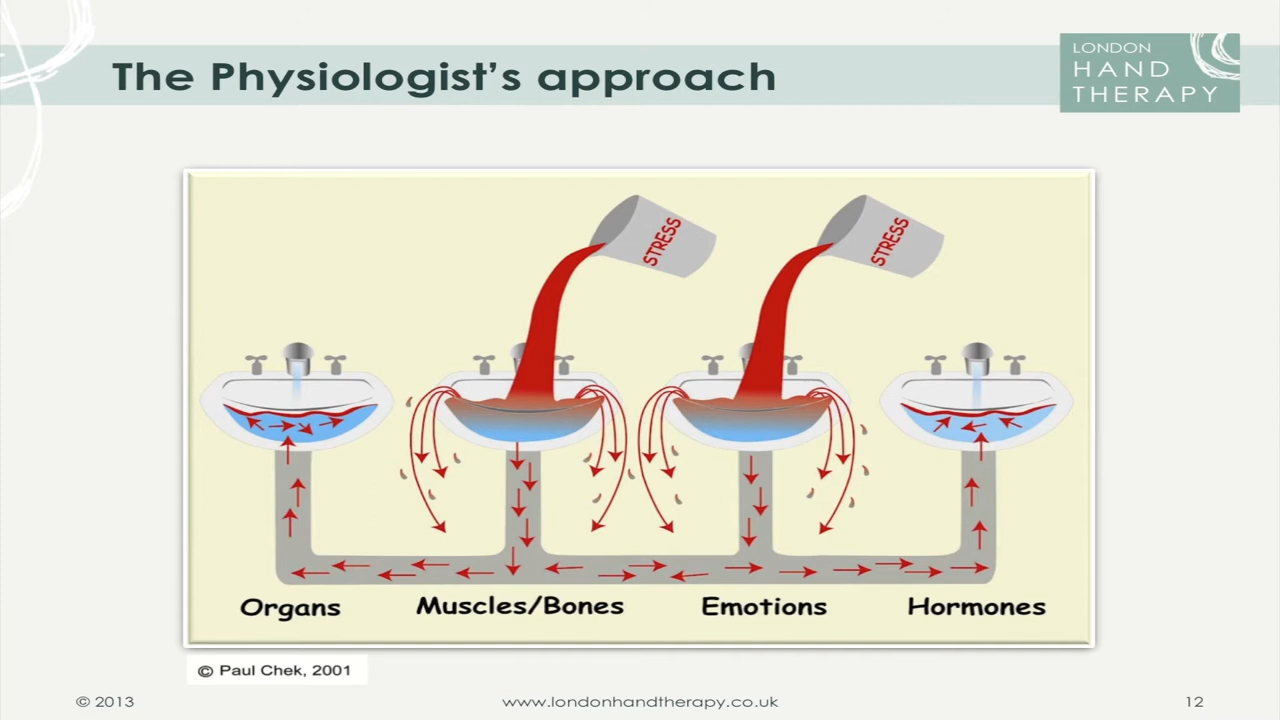 The Physiologist's approach
LONDON
HAND
THERAPY
STRESS
STRESS
Organs
Muscles/Bones
Emotions
Hormones
© Paul Chek, 2001
© 2013
www.londonhandtherapy.co.uk
12